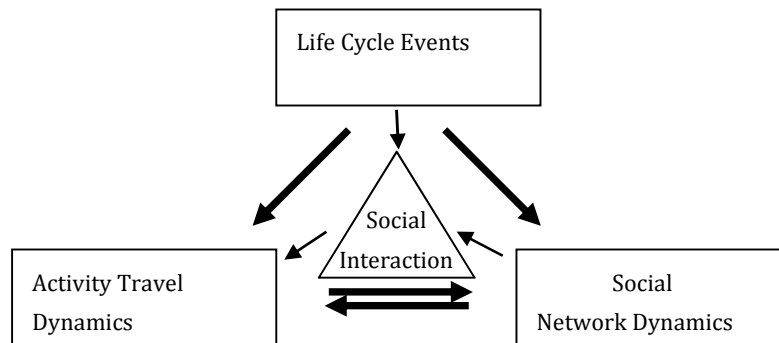 Life Cycle Events
Social
Interaction
Activity Travel
Dynamics
Social
Network Dynamics